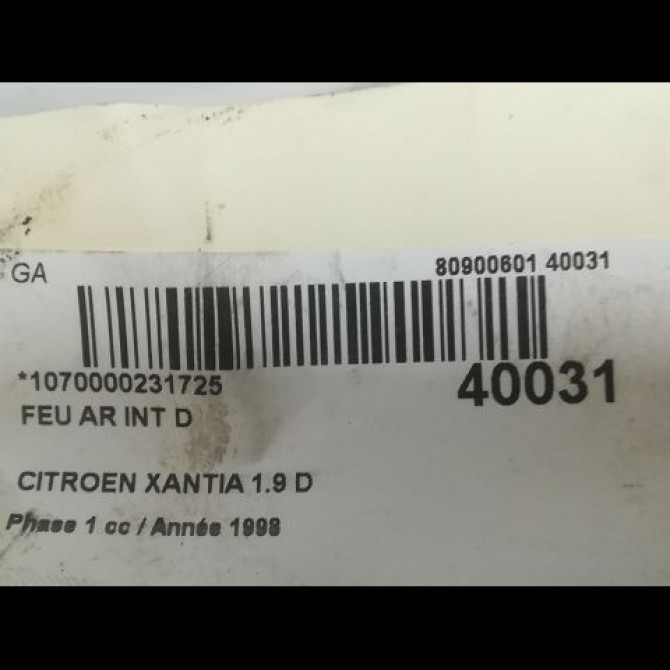 GA
80900601 40031
*1070000231725
40031
FEU AR INT D
CITROEN XANTIA 1.9 D
Phase 1 cc / Année 1998